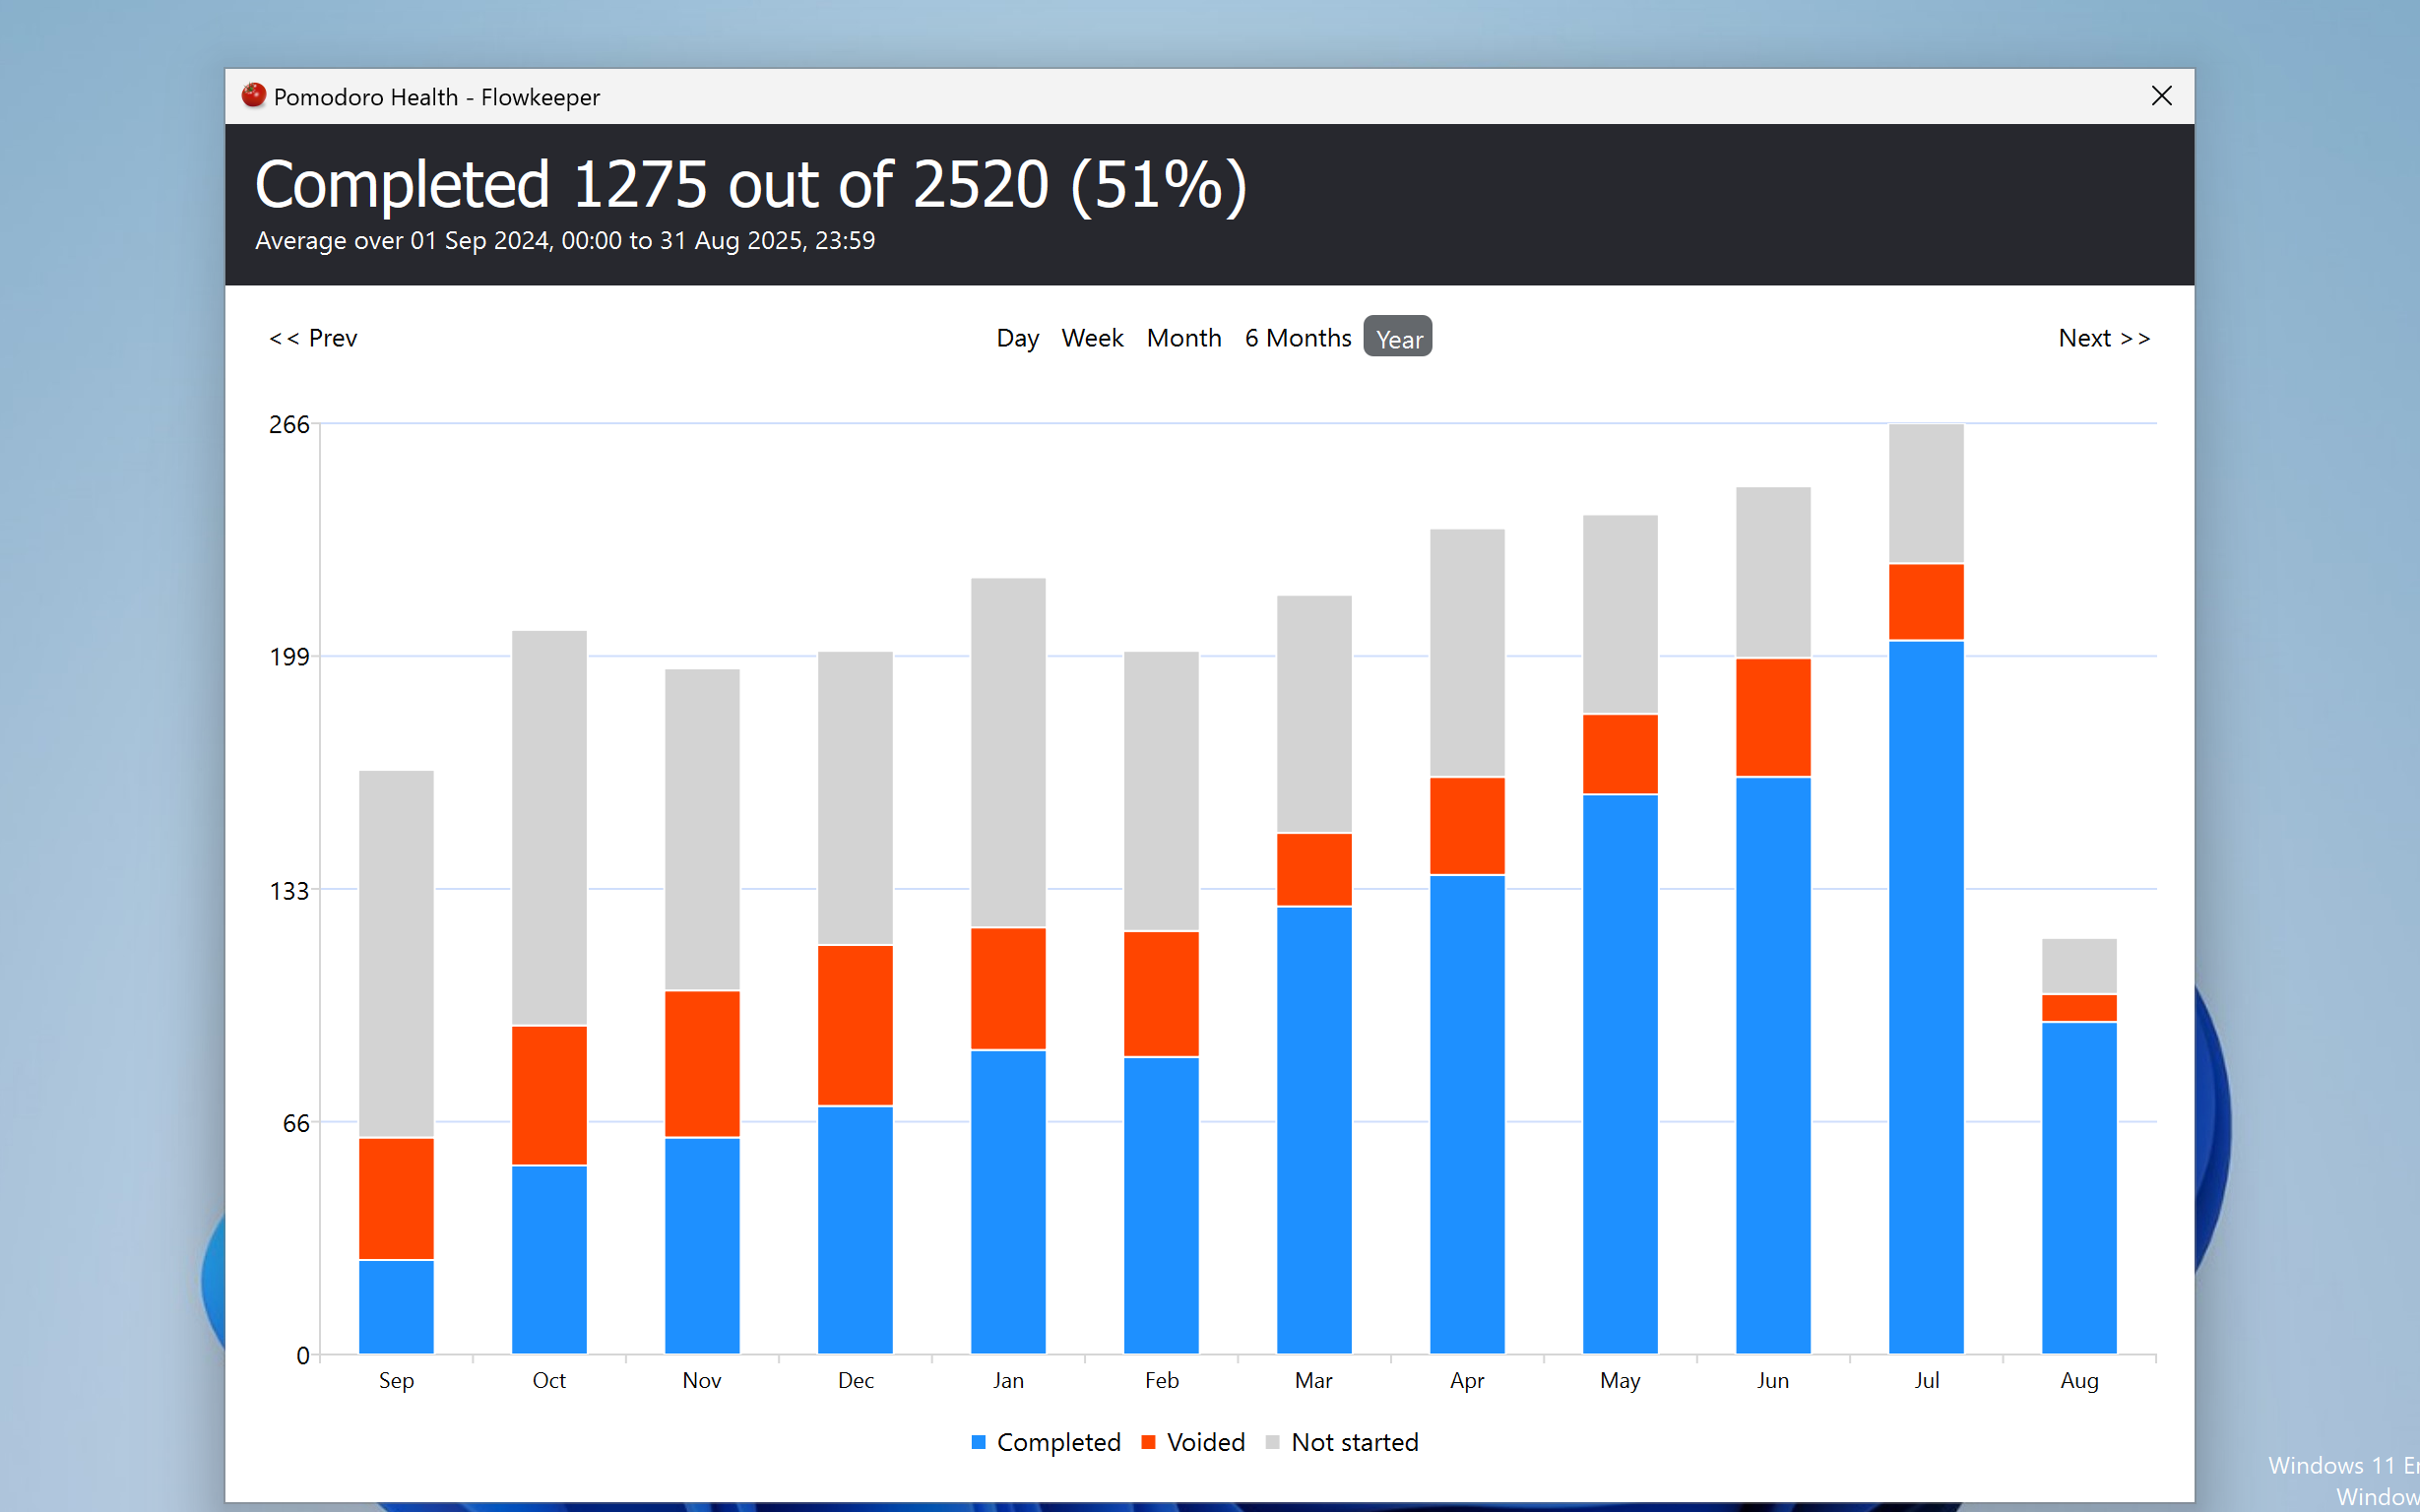 Pomodoro Health - Flowkeeper
Completed 1275 out of 2520 (51%)
Average over 01 Sep 2024, 00:00 to 31 Aug 2025, 23:59
<< Prev Day Week Month 6 Months Year Next >>
266
199
133
66
0
Sep Oct Nov Dec Jan Feb Mar Apr May Jun Jul Aug
Completed Voided Not started
Windows 11
Window